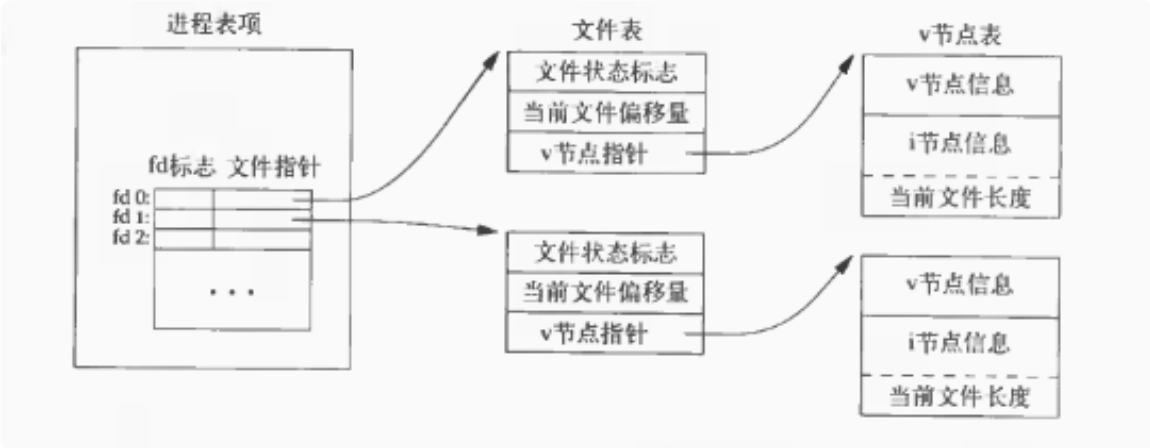 进程表项
fd标志 文件指针
fd 0:
fd 1:
fd 2:
...
文件表
文件状态标志
当前文件偏移量
v节点指针
文件状态标志
当前文件偏移量
v节点指针
v节点表
v节点信息
i节点信息
当前文件长度
v节点信息
i节点信息
当前文件长度